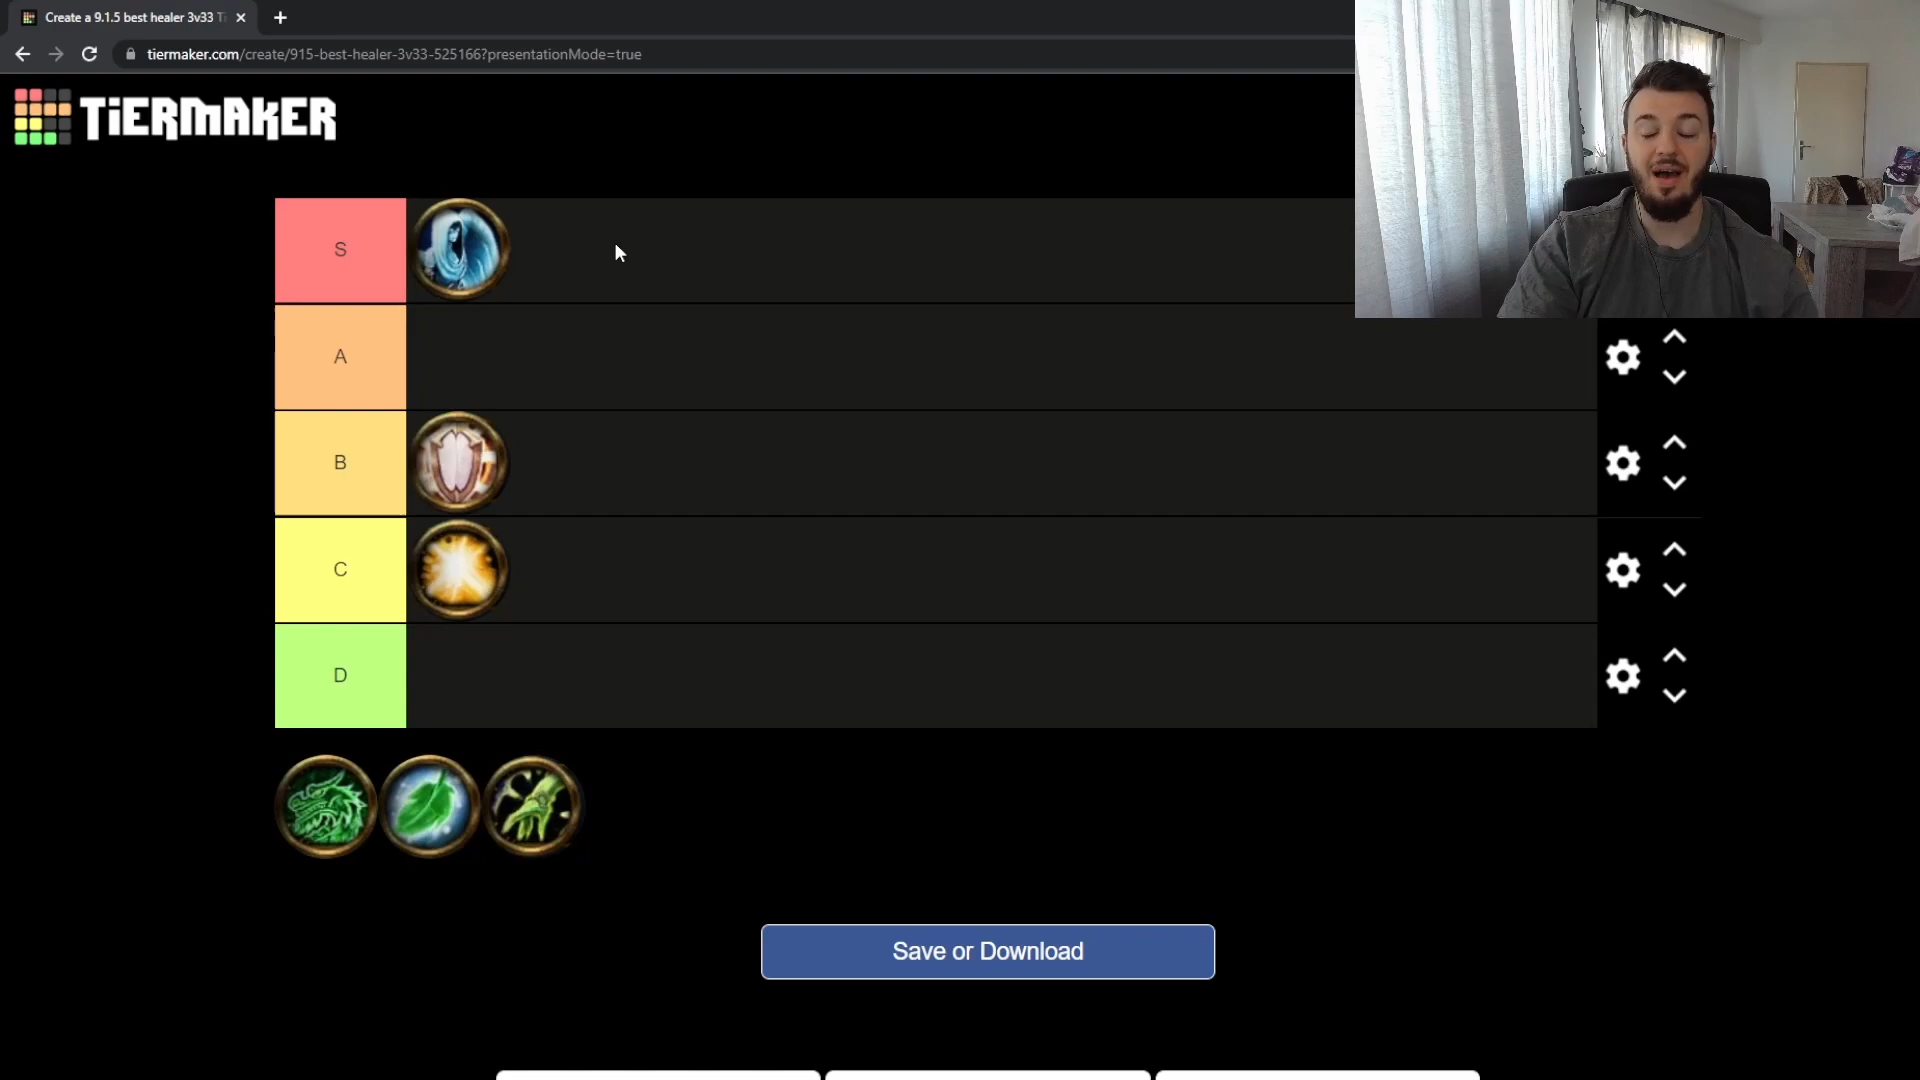 Create a 9.1.5 best healer 3v33 Ti
tiermaker.com/create/915-best-healer-3v33-525166?presentationMode=true
TiERMAKER
S
A
B
C
D
Save or Download